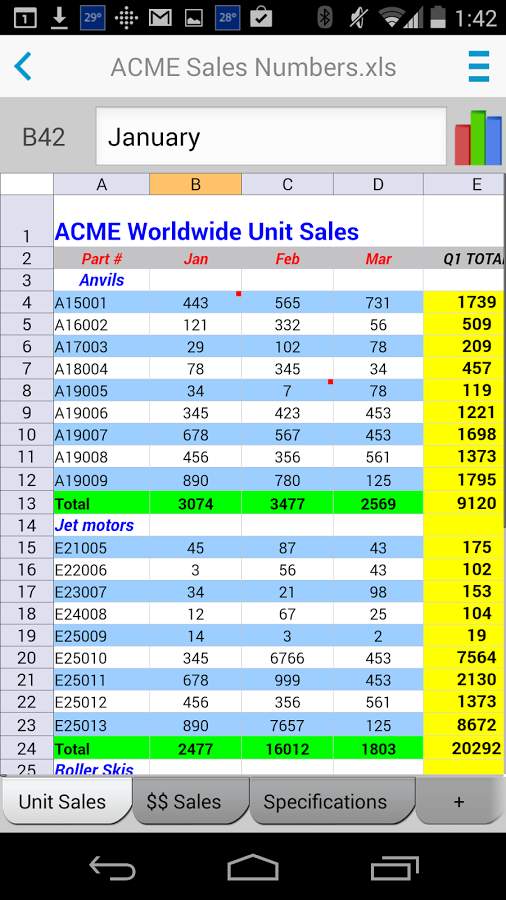 1 29° 28° 1:42
ACME Sales Numbers.xls
B42 January
A B C D E
1 ACME Worldwide Unit Sales
2 Part # Jan Feb Mar Q1 TOTA
3 Anvils
4 A15001 443 565 731 1739
5 A16002 121 332 56 509
6 A17003 29 102 78 209
7 A18004 78 345 34 457
8 A19005 34 7 78 119
9 A19006 345 423 453 1221
10 A19007 678 567 453 1698
11 A19008 456 356 561 1373
12 A19009 890 780 125 1795
13 Total 3074 3477 2569 9120
14 Jet motors
15 E21005 45 87 43 175
16 E22006 3 56 43 102
17 E23007 34 21 98 153
18 E24008 12 67 25 104
19 E25009 14 3 2 19
20 E25010 345 6766 453 7564
21 E25011 678 999 453 2130
22 E25012 456 356 561 1373
23 E25013 890 7657 125 8672
24 Total 2477 16012 1803 20292
25 Roller Skis
Unit Sales $$ Sales Specifications +